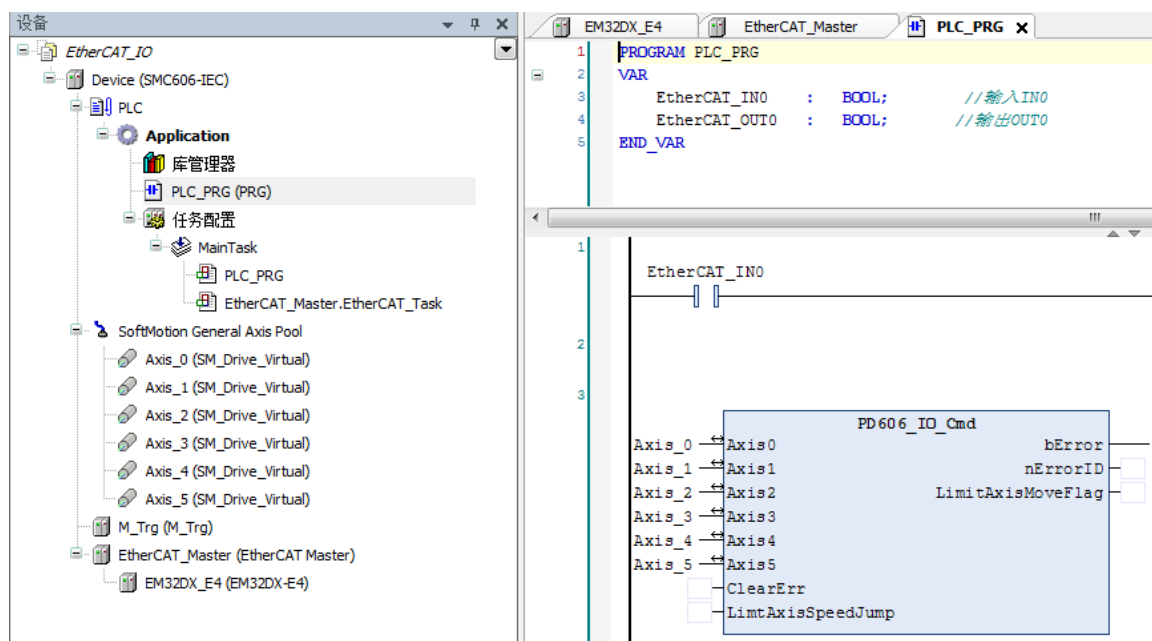 设备
EtherCAT_IO
Device (SMC606-IEC)
PLC
Application
库管理器
PLC_PRG (PRG)
任务配置
MainTask
PLC_PRG
EtherCAT_Master.EtherCAT_Task
SoftMotion General Axis Pool
Axis_0 (SM_Drive_Virtual)
Axis_1 (SM_Drive_Virtual)
Axis_2 (SM_Drive_Virtual)
Axis_3 (SM_Drive_Virtual)
Axis_4 (SM_Drive_Virtual)
Axis_5 (SM_Drive_Virtual)
M_Trg (M_Trg)
EtherCAT_Master (EtherCAT Master)
EM32DX_E4 (EM32DX-E4)
EM32DX_E4 EtherCAT_Master PLC_PRG
1 PROGRAM PLC_PRG
2 VAR
3 EtherCAT_IN0 : BOOL; //输入IN0
4 EtherCAT_OUT0 : BOOL; //输出OUT0
5 END_VAR
1
EtherCAT_IN0
2
3
PD606_IO_Cmd
Axis_0 Axis0 bError
Axis_1 Axis1 nErrorID
Axis_2 Axis2 LimitAxisMoveFlag
Axis_3 Axis3
Axis_4 Axis4
Axis_5 Axis5
ClearErr
LimtAxisSpeedJump